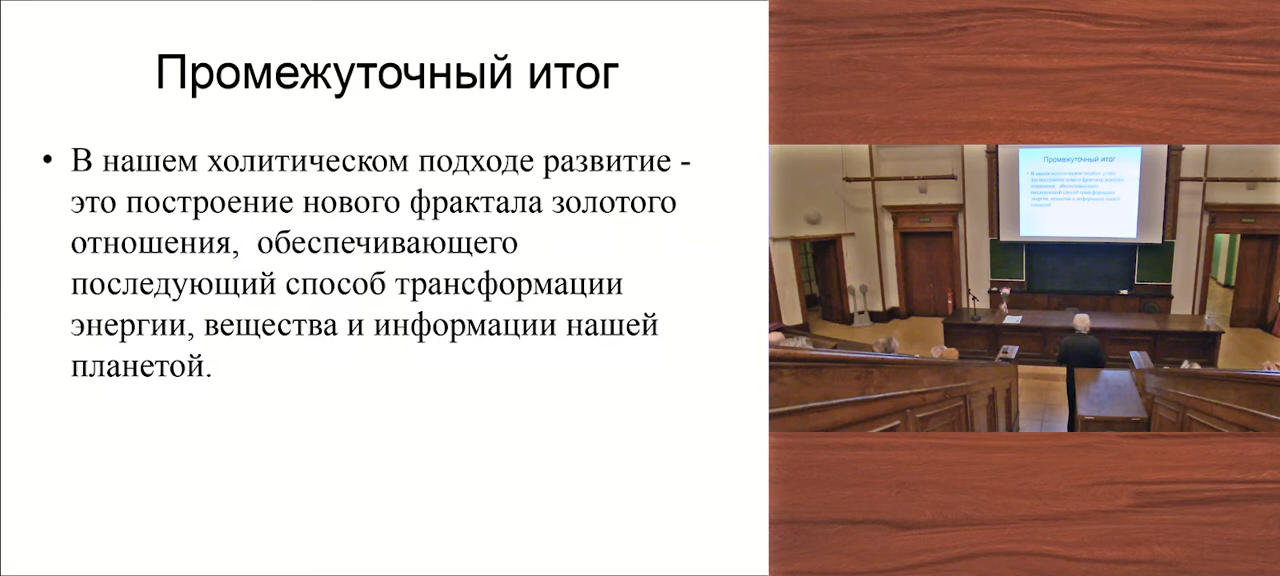 Промежуточный итог
• В нашем холитическом подходе развитие -
это построение нового фрактала золотого
отношения,  обеспечивающего
последующий способ трансформации
энергии, вещества и информации нашей
планетой.
Промежуточный итог